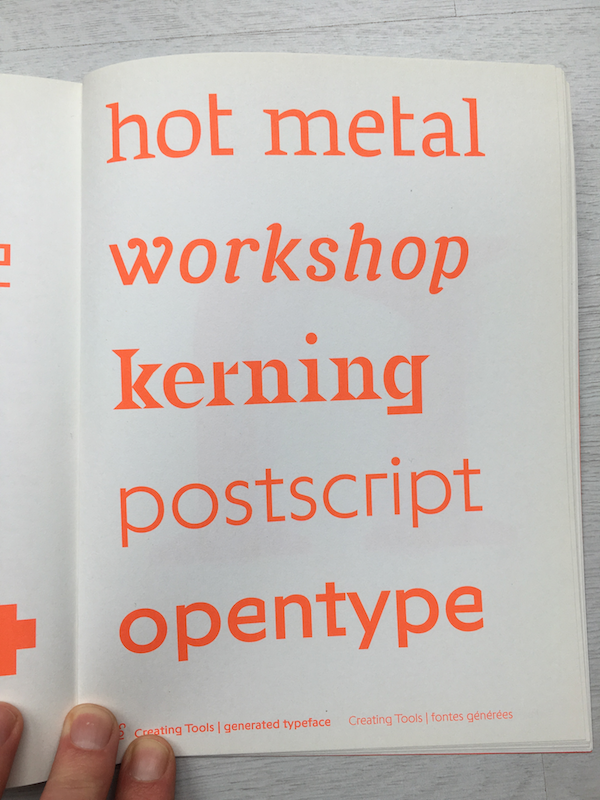 hot metal
workshop
kerning
postscript
opentype
Creating Tools | generated typeface Creating Tools | fontes générées